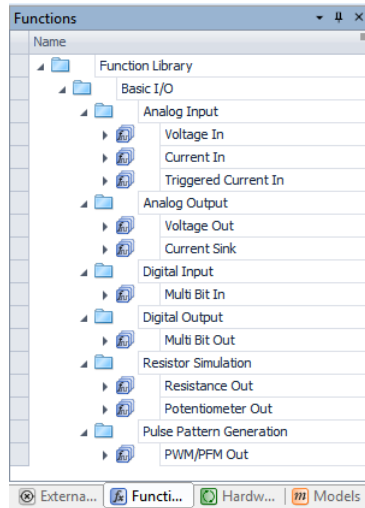 Functions
Name
Function Library
Basic I/O
Analog Input
Voltage In
Current In
Triggered Current In
Analog Output
Voltage Out
Current Sink
Digital Input
Multi Bit In
Digital Output
Multi Bit Out
Resistor Simulation
Resistance Out
Potentiometer Out
Pulse Pattern Generation
PWM/PFM Out
Externa... Functi... Hardw... m Models